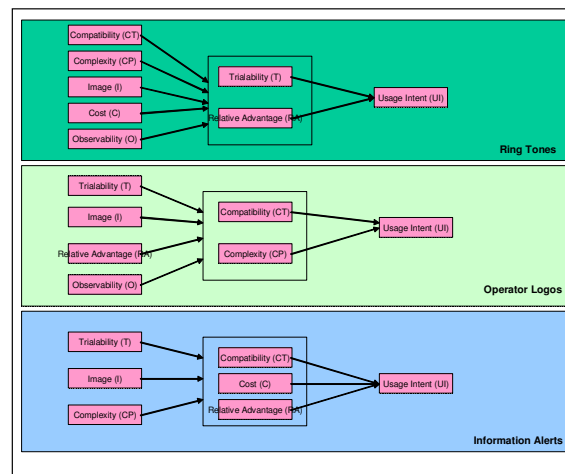 Compatibility (CT)
Complexity (CP)
Image (I)
Cost (C)
Observability (O)
Trialability (T)
Relative Advantage (RA)
Usage Intent (UI)
Ring Tones
Trialability (T)
Image (I)
Relative Advantage (RA)
Observability (O)
Compatibility (CT)
Complexity (CP)
Usage Intent (UI)
Operator Logos
Trialability (T)
Image (I)
Complexity (CP)
Compatibility (CT)
Cost (C)
Relative Advantage (RA)
Usage Intent (UI)
Information Alerts